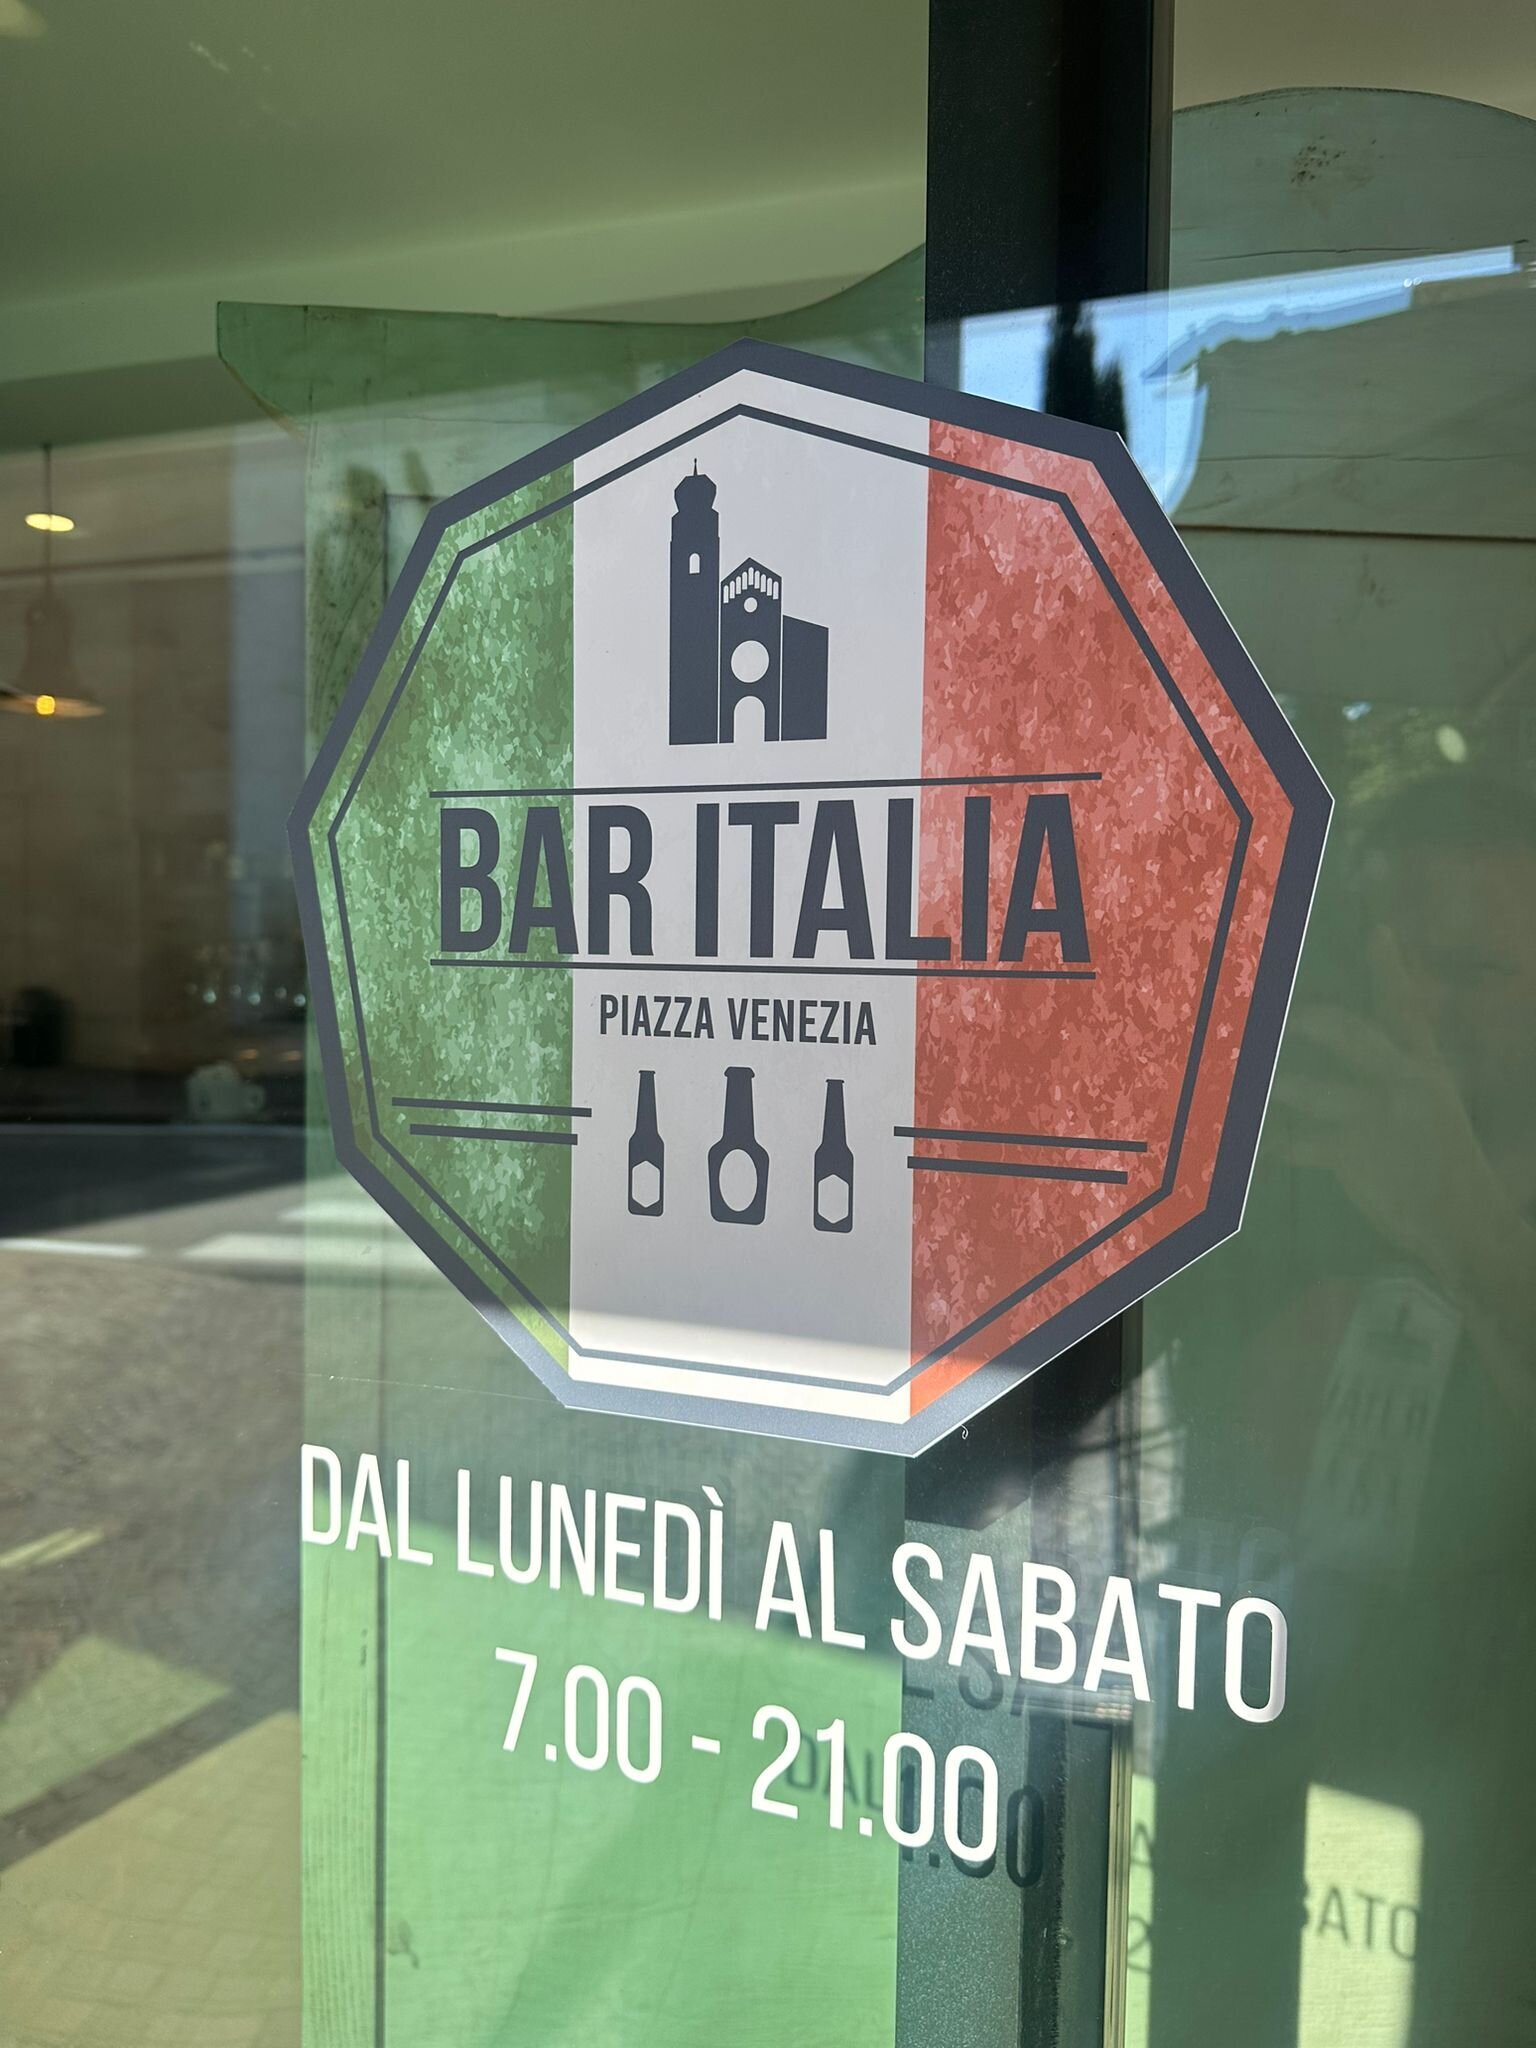 BAR ITALIA
PIAZZA VENEZIA
DAL LUNEDÌ AL SABATO
7.00 - 21.00